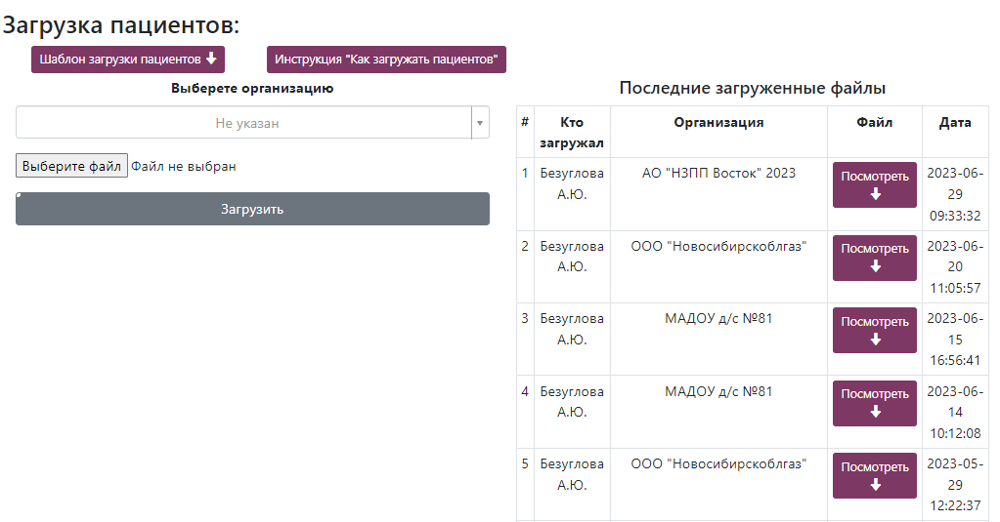 Загрузка пациентов:
Шаблон загрузки пациентов
Инструкция "Как загружать пациентов"
Выберете организацию
Не указан
Выберите файл Файл не выбран
Загрузить
Последние загруженные файлы
# Кто загружал Организация Файл Дата
1 Безуглова А.Ю. АО "НЗПП Восток" 2023 Посмотреть 2023-06-29 09:33:32
2 Безуглова А.Ю. ООО "Новосибирскоблгаз" Посмотреть 2023-06-20 11:05:57
3 Безуглова А.Ю. МАДОУ д/с №81 Посмотреть 2023-06-15 16:56:41
4 Безуглова А.Ю. МАДОУ д/с №81 Посмотреть 2023-06-14 10:12:08
5 Безуглова А.Ю. ООО "Новосибирскоблгаз" Посмотреть 2023-05-29 12:22:37